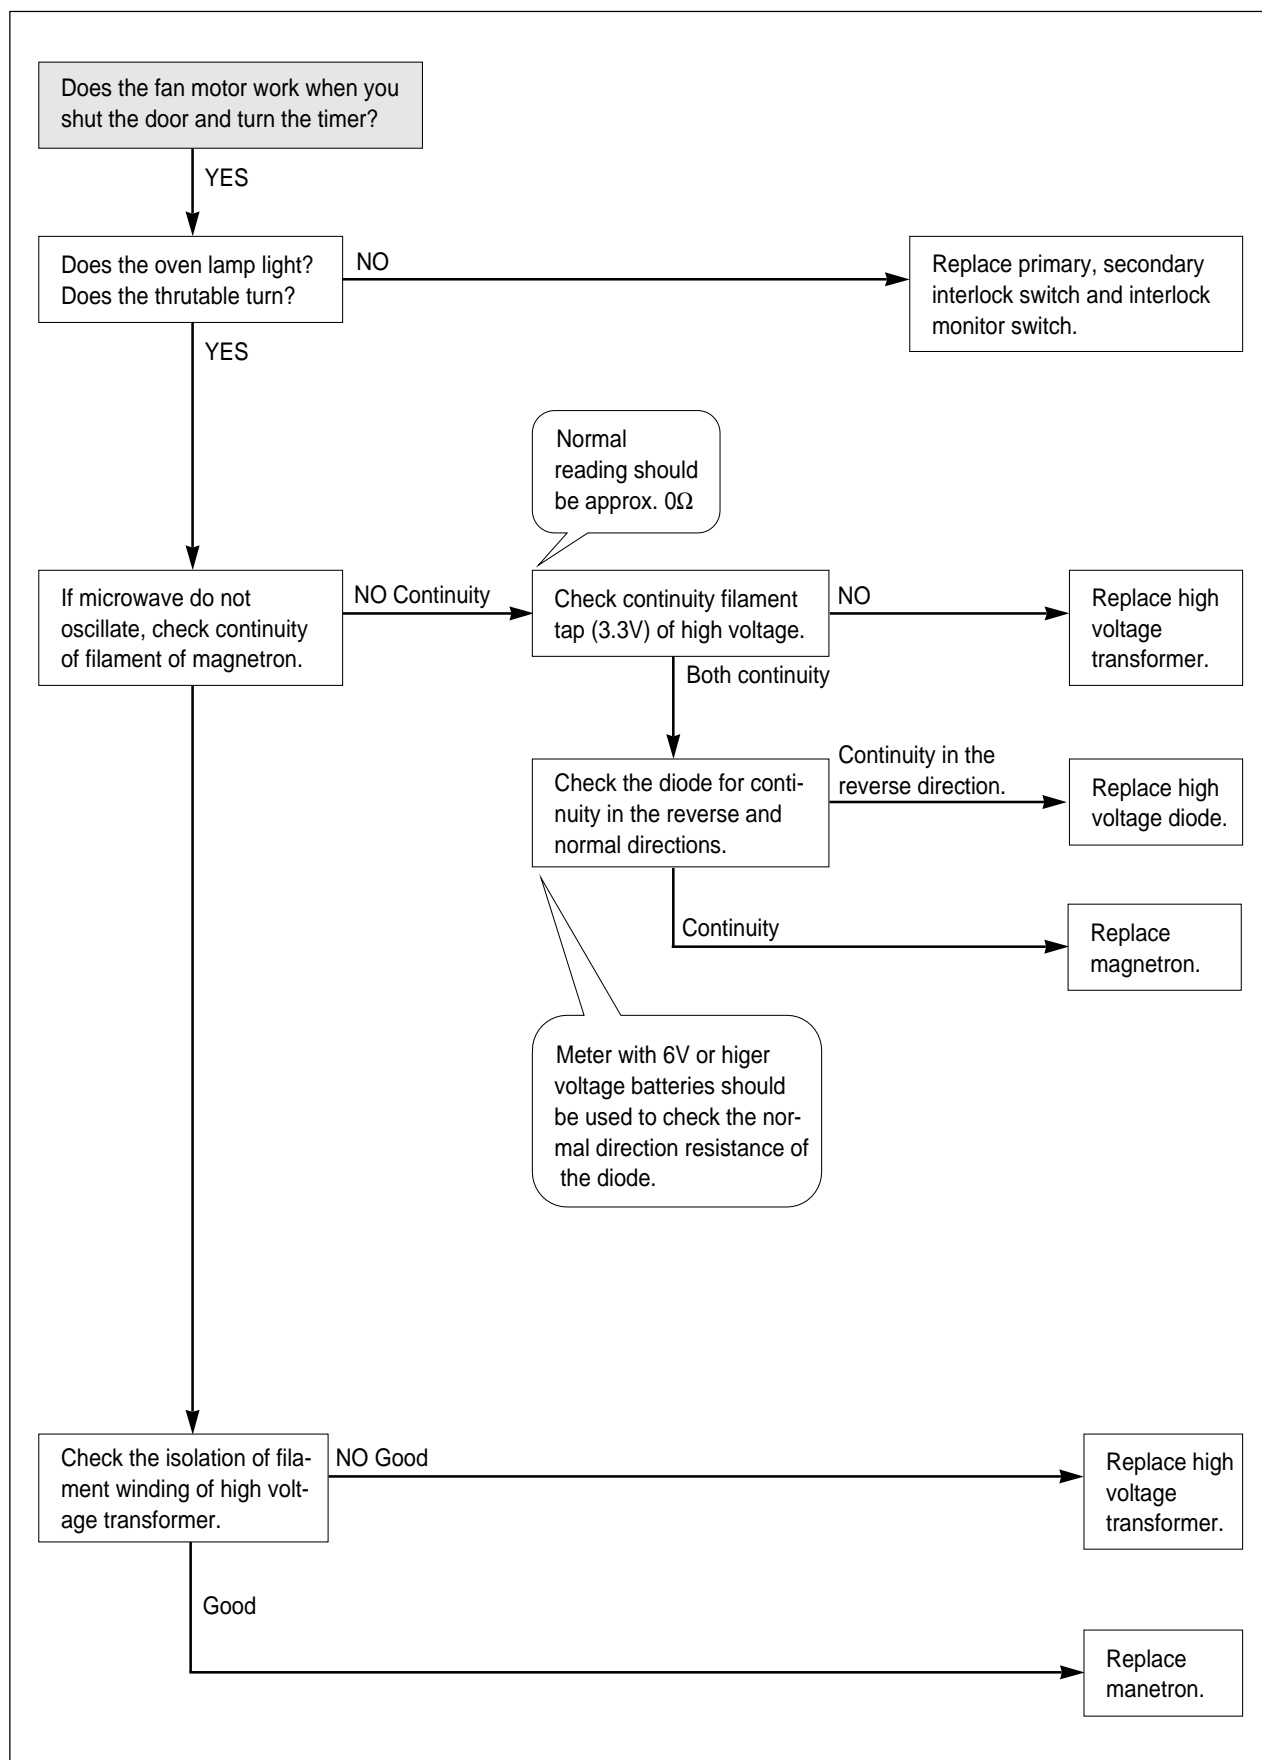 Does the fan motor work when you
shut the door and turn the timer?
YES
Does the oven lamp light?
Does the thrutable turn?
NO
Replace primary, secondary
interlock switch and interlock
monitor switch.
YES
Normal
reading should
be approx. 0Ω
If microwave do not
oscillate, check continuity
of filament of magnetron.
NO Continuity
Check continuity filament
tap (3.3V) of high voltage.
NO
Replace high
voltage
transformer.
Both continuity
Check the diode for conti-
nuity in the reverse and
normal directions.
Continuity in the
reverse direction.
Replace high
voltage diode.
Continuity
Replace
magnetron.
Meter with 6V or higer
voltage batteries should
be used to check the nor-
mal direction resistance of
the diode.
Check the isolation of fila-
ment winding of high volt-
age transformer.
NO Good
Replace high
voltage
transformer.
Good
Replace
manetron.